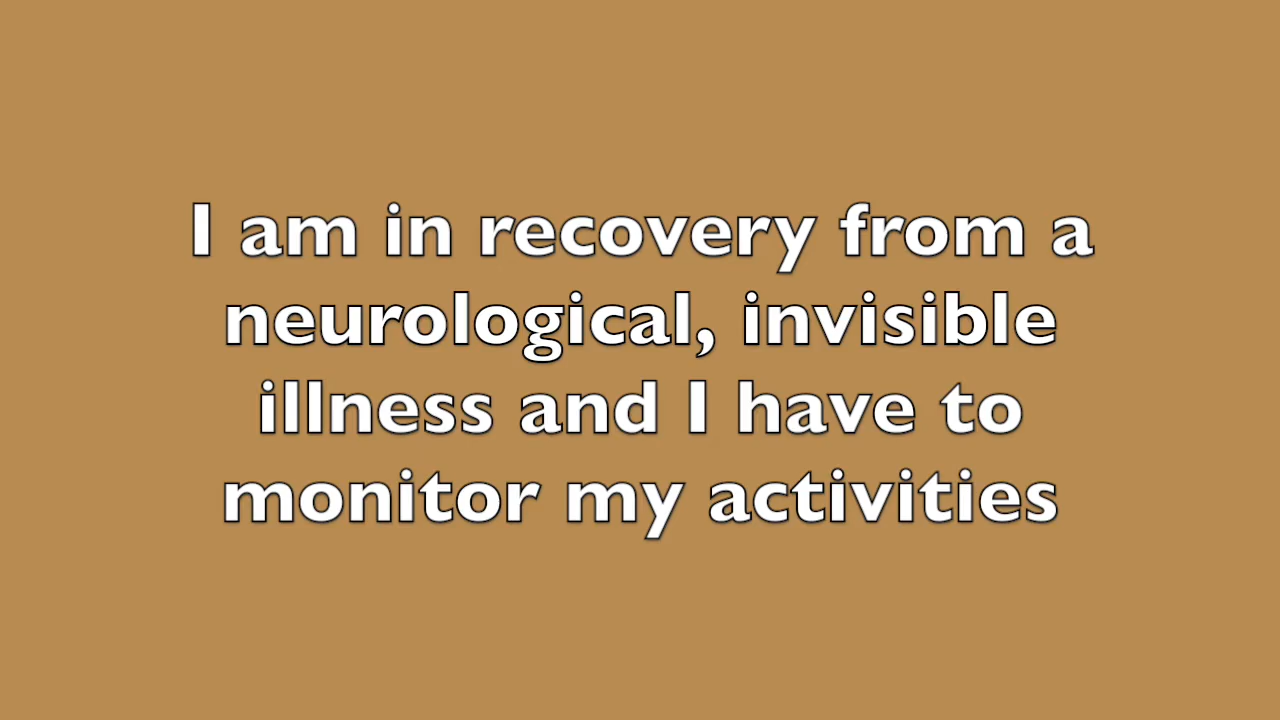 I am in recovery from a
neurological, invisible
illness and I have to
monitor my activities